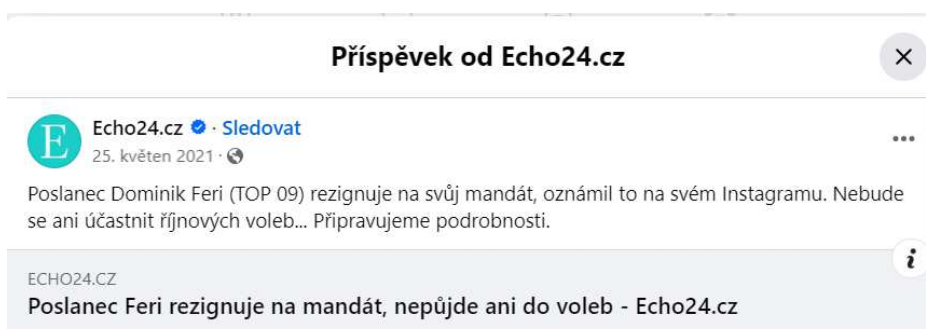 Příspěvek od Echo24.cz
E
Echo24.cz · Sledovat
25. květen 2021 ·
Poslanec Dominik Feri (TOP 09) rezignuje na svůj mandát, oznámil to na svém Instagramu. Nebude
se ani účastnit říjnových voleb... Připravujeme podrobnosti.
ECHO24.CZ
Poslanec Feri rezignuje na mandát, nepůjde ani do voleb - Echo24.cz